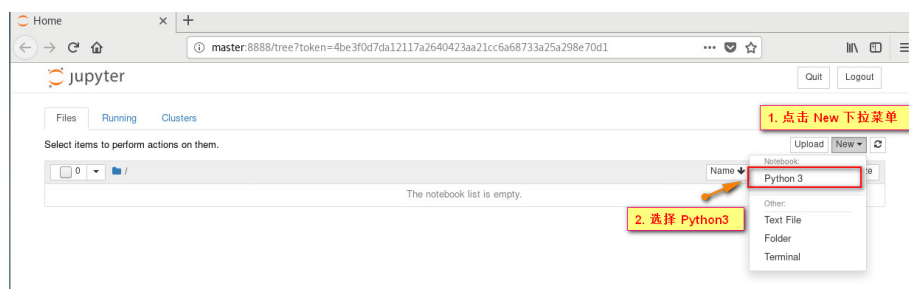 Home
master:8888/tree?token=4be3f0d7da12117a2640423aa21cc6a68733a25a298e70d1
jupyter
Quit
Logout
Files
Running
Clusters
1. 点击 New 下拉菜单
Select items to perform actions on them.
Upload
New
0
/
Name
Notebook:
Python 3
The notebook list is empty.
2. 选择 Python3
Other:
Text File
Folder
Terminal